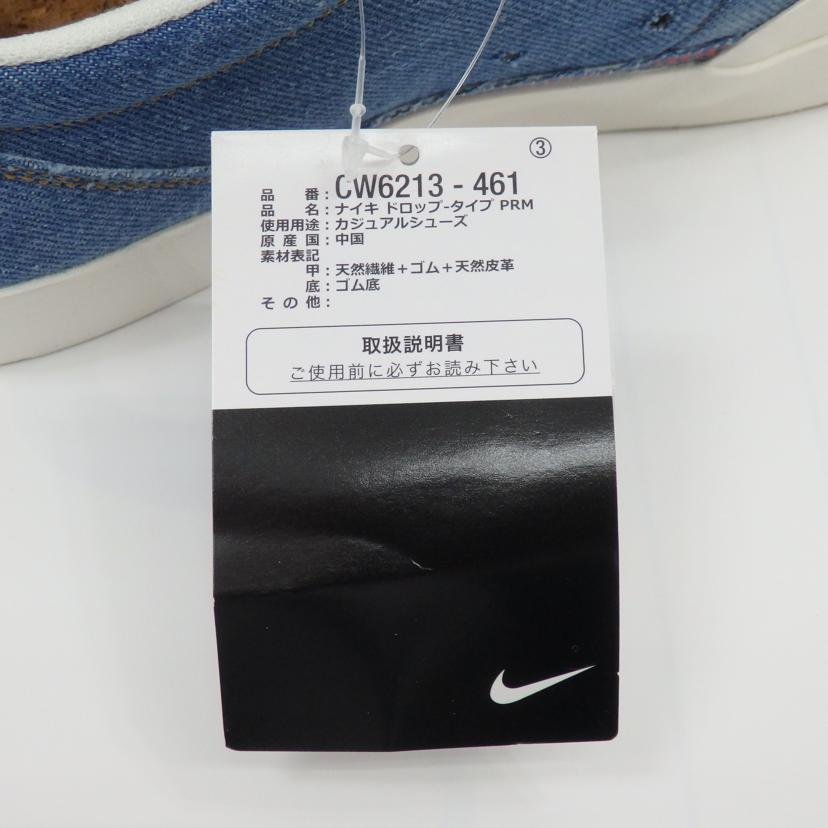 ③
品　番：CW6213 - 461
品　名：ナイキ ドロップ-タイプ PRM
使用用途：カジュアルシューズ
原 産 国：中国
素材表記
甲：天然繊維＋ゴム＋天然皮革
底：ゴム底
そ の 他：
取扱説明書
ご使用前に必ずお読み下さい